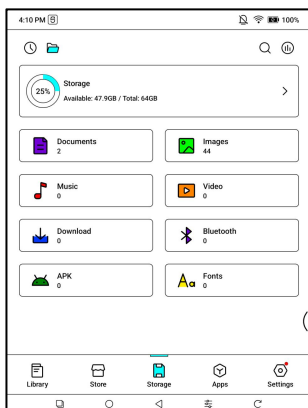 4:10 PM
100%
25%
Storage
Available: 47.9GB / Total: 64GB
Documents
2
Images
44
Music
0
Video
0
Download
0
Bluetooth
0
APK
0
Fonts
0
Library
Store
Storage
Apps
Settings